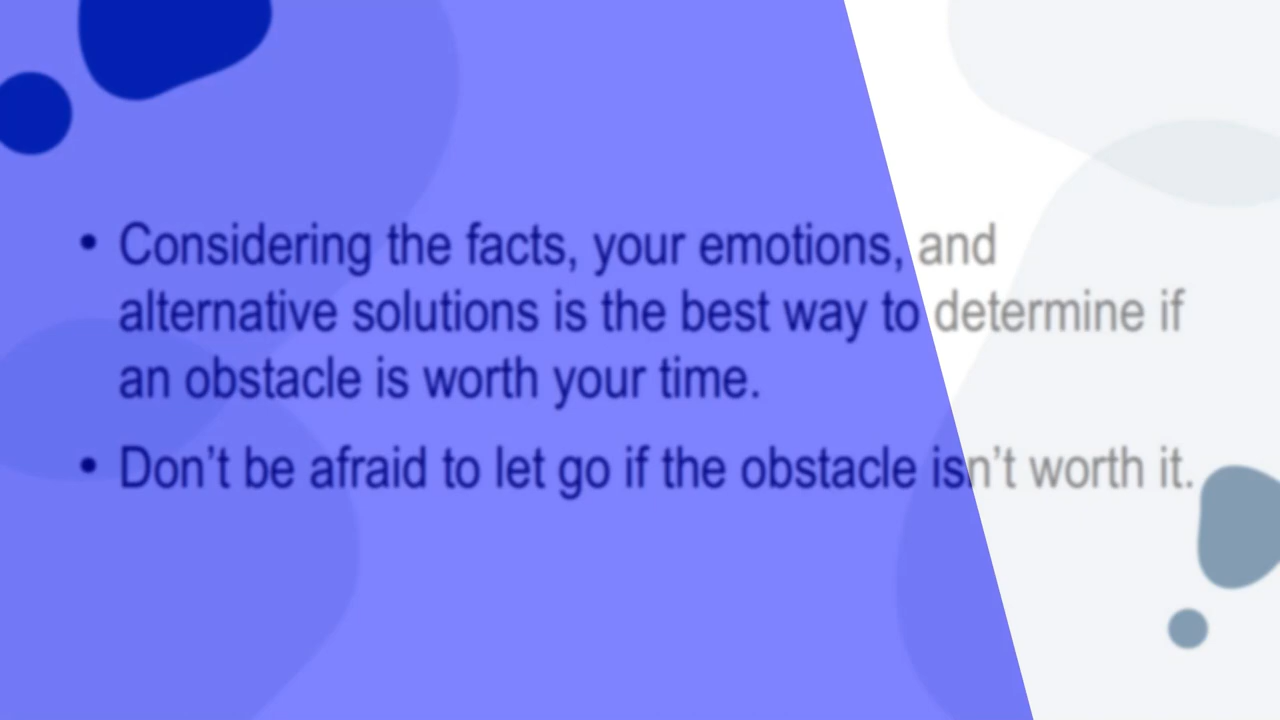 • Considering the facts, your emotions, and
alternative solutions is the best way to determine if
an obstacle is worth your time.
• Don’t be afraid to let go if the obstacle isn’t worth it.